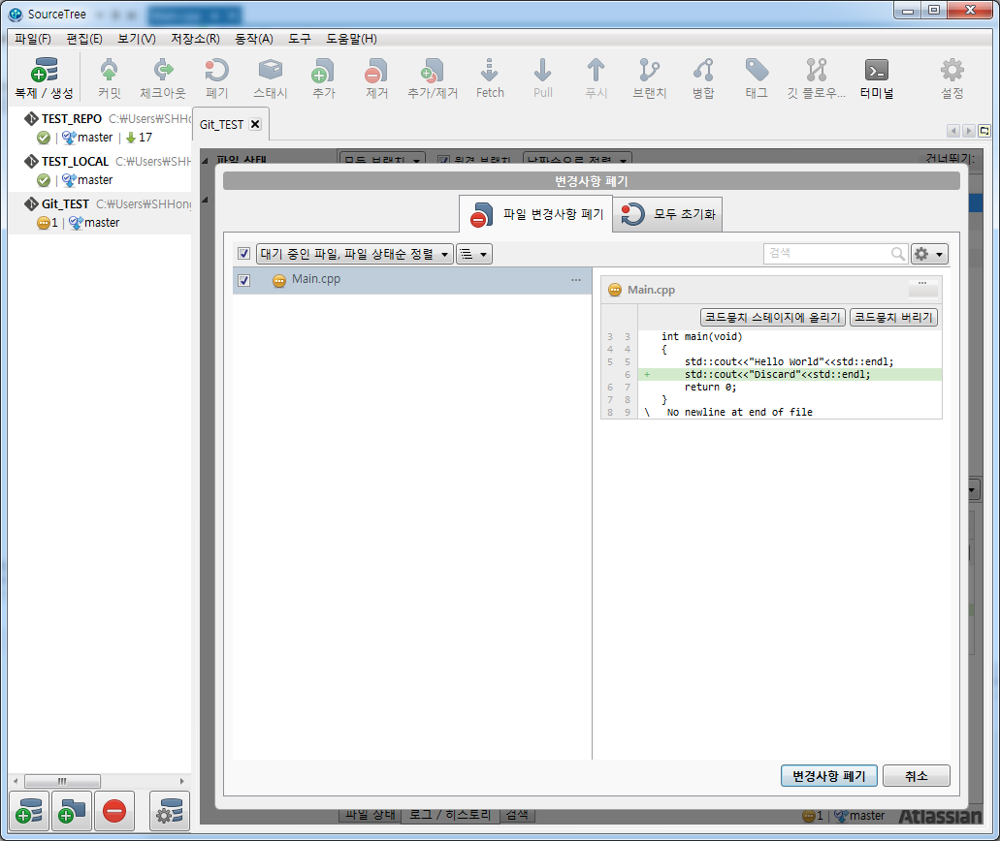 SourceTree
파일(F) 편집(E) 보기(V) 저장소(R) 동작(A) 도구 도움말(H)
복제 / 생성 커밋 체크아웃 폐기 스태시 추가 제거 추가/제거 Fetch Pull 푸시 브랜치 병합 태그 깃 플로우... 터미널 설정
TEST_REPO C:₩Users₩SHHo
master 17
TEST_LOCAL C:₩Users₩SHH
master
Git_TEST C:₩Users₩SHHong
1 master
Git_TEST
파일 상태 모두 브랜치 원격 브랜치 날짜순으로 정렬 건너뛰기:
변경사항 폐기
파일 변경사항 폐기 모두 초기화
대기 중인 파일, 파일 상태순 정렬 검색
Main.cpp ...
Main.cpp ...
코드뭉치 스테이지에 올리기 코드뭉치 버리기
3 3 int main(void)
4 4 {
5 5 std::cout<<"Hello World"<<std::endl;
6 + std::cout<<"Discard"<<std::endl;
6 7 return 0;
7 8 }
8 9 \ No newline at end of file
변경사항 폐기 취소
파일 상태 로그 / 히스토리 검색 1 master Atlassian